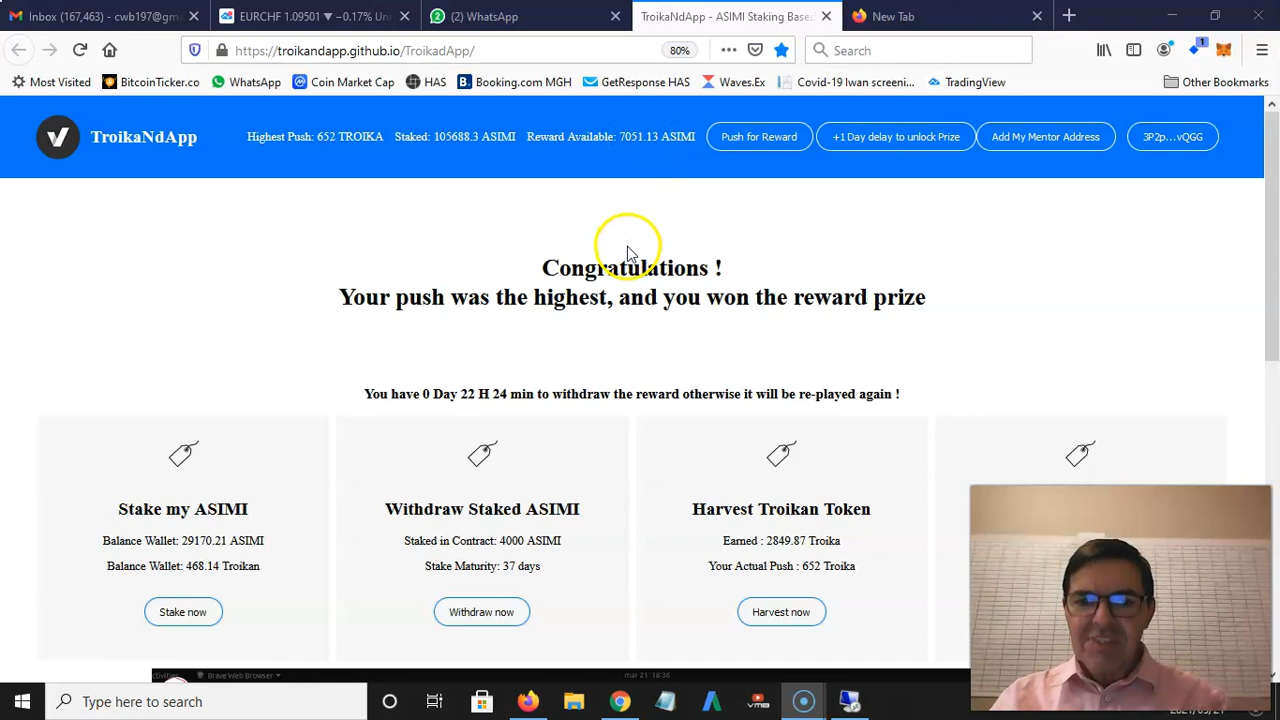 Inbox (167,463) - cwb197@gm
EURCHF 1.09501 ▼ −0.17% Un
(2) WhatsApp
TroikaNdApp - ASIMI Staking Base
New Tab
https://troikandapp.github.io/TroikadApp/
80%
Search
1
Most Visited
BitcoinTicker.co
WhatsApp
Coin Market Cap
HAS
Booking.com MGH
GetResponse HAS
Waves.Ex
Covid-19 Iwan screeni...
TradingView
Other Bookmarks
TroikaNdApp
Highest Push: 652 TROIKA
Staked: 105688.3 ASIMI
Reward Available: 7051.13 ASIMI
Push for Reward
+1 Day delay to unlock Prize
Add My Mentor Address
3P2p...vQGG
Congratulations !
Your push was the highest, and you won the reward prize
You have 0 Day 22 H 24 min to withdraw the reward otherwise it will be re-played again !
Stake my ASIMI
Balance Wallet: 29170.21 ASIMI
Balance Wallet: 468.14 Troikan
Stake now
Withdraw Staked ASIMI
Staked in Contract: 4000 ASIMI
Stake Maturity: 37 days
Withdraw now
Harvest Troikan Token
Earned : 2849.87 Troika
Your Actual Push : 652 Troika
Harvest now
Brave Web Browser
mar 21 18:36
Type here to search